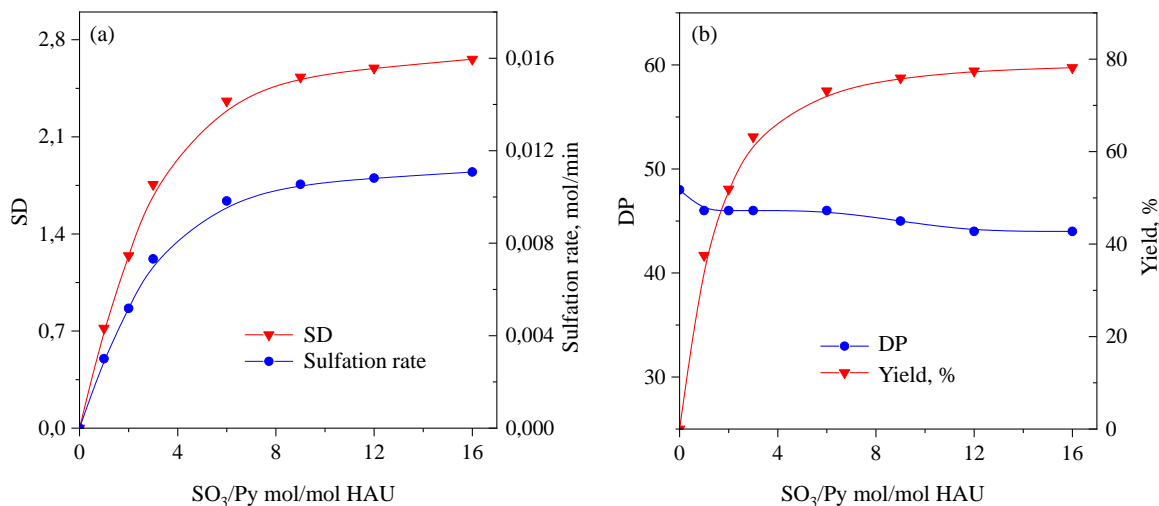 (a)
2,8
2,1
1,4
0,7
0,0
SD
0,016
0,012
0,008
0,004
0,000
Sulfation rate, mol/min
SD
Sulfation rate
0
4
8
12
16
SO₃/Py mol/mol HAU
(b)
60
50
40
30
DP
80
60
40
20
0
Yield, %
DP
Yield, %
0
4
8
12
16
SO₃/Py mol/mol HAU